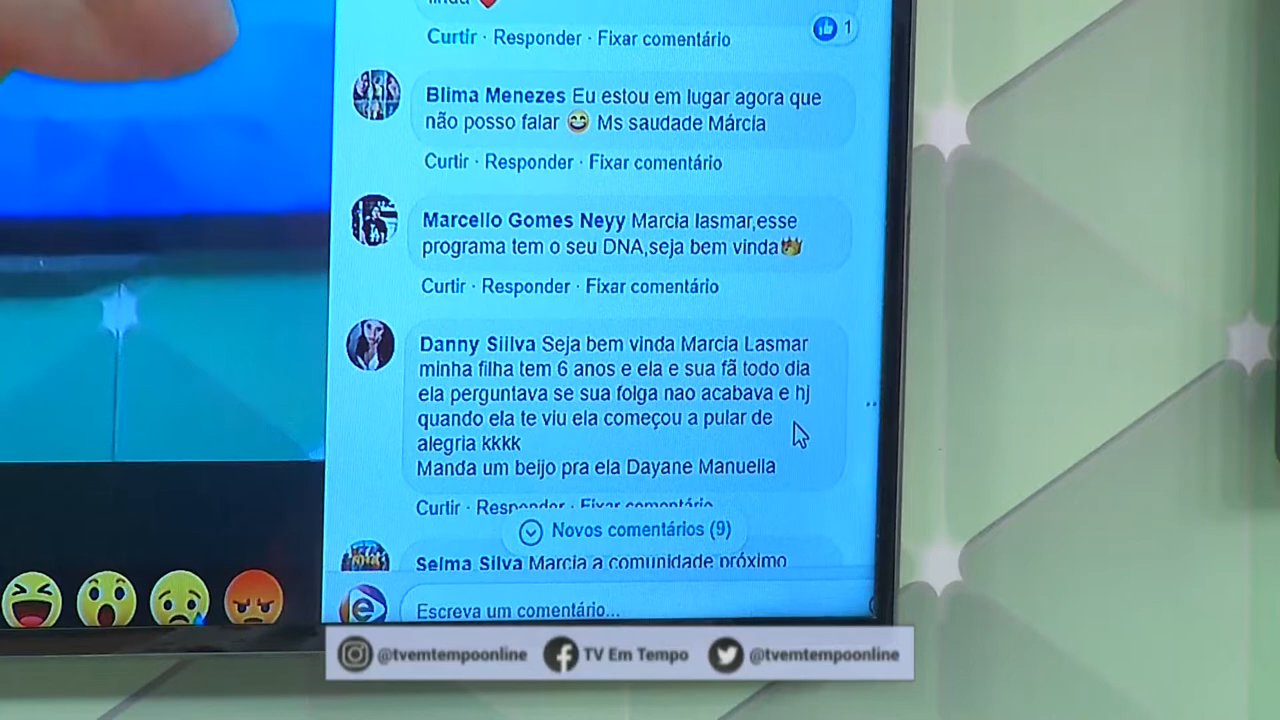 linda
Curtir · Responder · Fixar comentário
1
Blima Menezes Eu estou em lugar agora que
não posso falar 😄 Ms saudade Márcia
Curtir · Responder · Fixar comentário
Marcello Gomes Neyy Marcia lasmar,esse
programa tem o seu DNA,seja bem vinda
Curtir · Responder · Fixar comentário
Danny Siilva Seja bem vinda Marcia Lasmar
minha filha tem 6 anos e ela e sua fã todo dia
ela perguntava se sua folga nao acabava e hj
quando ela te viu ela começou a pular de
alegria kkkk
Manda um beijo pra ela Dayane Manuella
Curtir · Responder · Fixar comentário
Novos comentários (9)
Selma Silva Marcia a comunidade próximo
Escreva um comentário...
@tvemtempoonline TV Em Tempo @tvemtempoonline